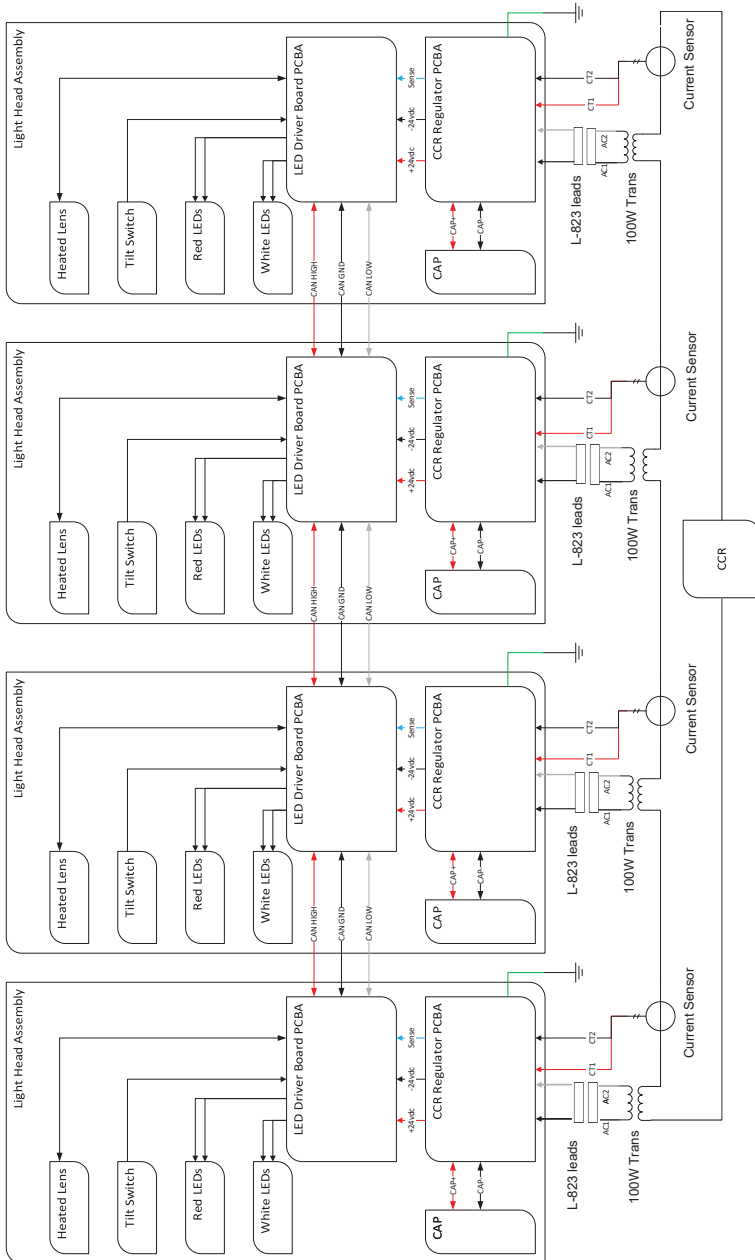 Light Head Assembly
Heated Lens
Tilt Switch
Red LEDs
White LEDs
LED Driver Board PCBA
+24vdc
-24vdc
Sense
CAP+
CAP-
CAP
CCR Regulator PCBA
CT1
CT2
L-823 leads
AC1
AC2
100W Trans
Current Sensor
CAN HIGH
CAN GND
CAN LOW
Light Head Assembly
Heated Lens
Tilt Switch
Red LEDs
White LEDs
LED Driver Board PCBA
+24vdc
-24vdc
Sense
CAP+
CAP-
CAP
CCR Regulator PCBA
CT1
CT2
L-823 leads
AC1
AC2
100W Trans
Current Sensor
CAN HIGH
CAN GND
CAN LOW
Light Head Assembly
Heated Lens
Tilt Switch
Red LEDs
White LEDs
LED Driver Board PCBA
+24vdc
-24vdc
Sense
CAP+
CAP-
CAP
CCR Regulator PCBA
CT1
CT2
L-823 leads
AC1
AC2
100W Trans
Current Sensor
CAN HIGH
CAN GND
CAN LOW
Light Head Assembly
Heated Lens
Tilt Switch
Red LEDs
White LEDs
LED Driver Board PCBA
+24vdc
-24vdc
Sense
CAP+
CAP-
CAP
CCR Regulator PCBA
CT1
CT2
L-823 leads
AC1
AC2
100W Trans
Current Sensor
CCR